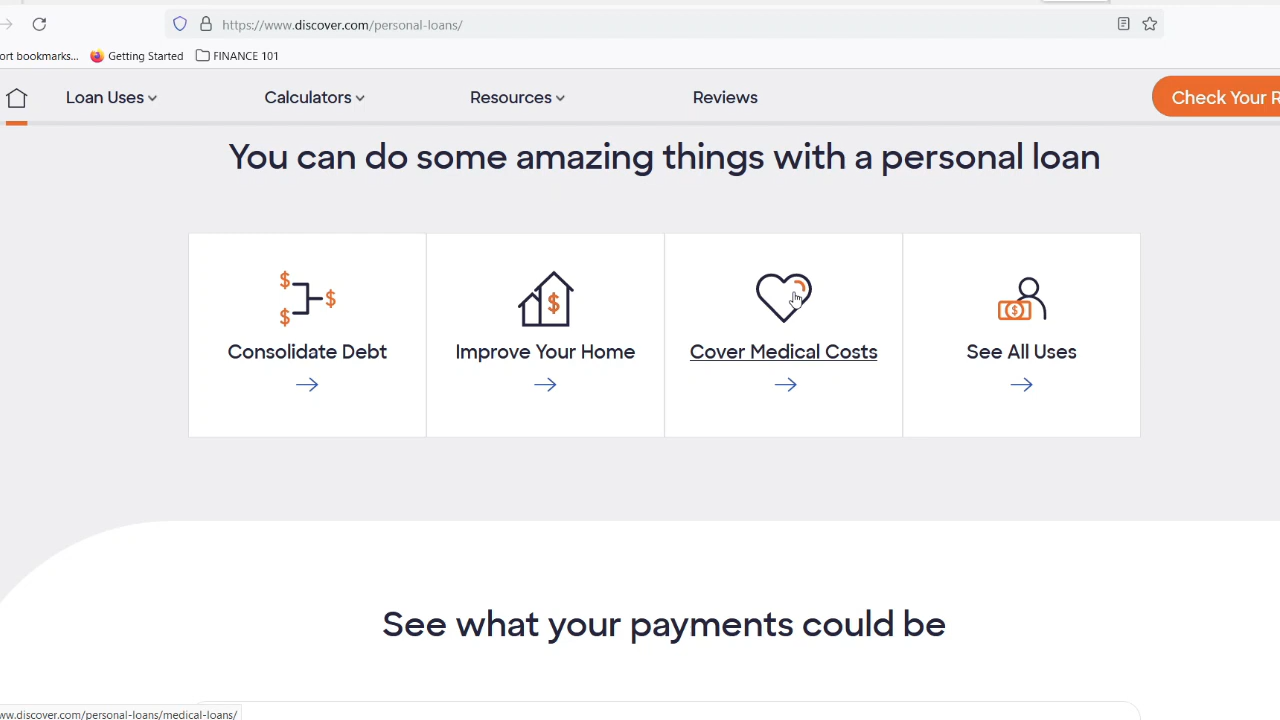 https://www.discover.com/personal-loans/
ort bookmarks...
Getting Started
FINANCE 101
Loan Uses
Calculators
Resources
Reviews
Check Your R
You can do some amazing things with a personal loan
$
$
$
$
$
Consolidate Debt
Improve Your Home
Cover Medical Costs
See All Uses
See what your payments could be
ww.discover.com/personal-loans/medical-loans/